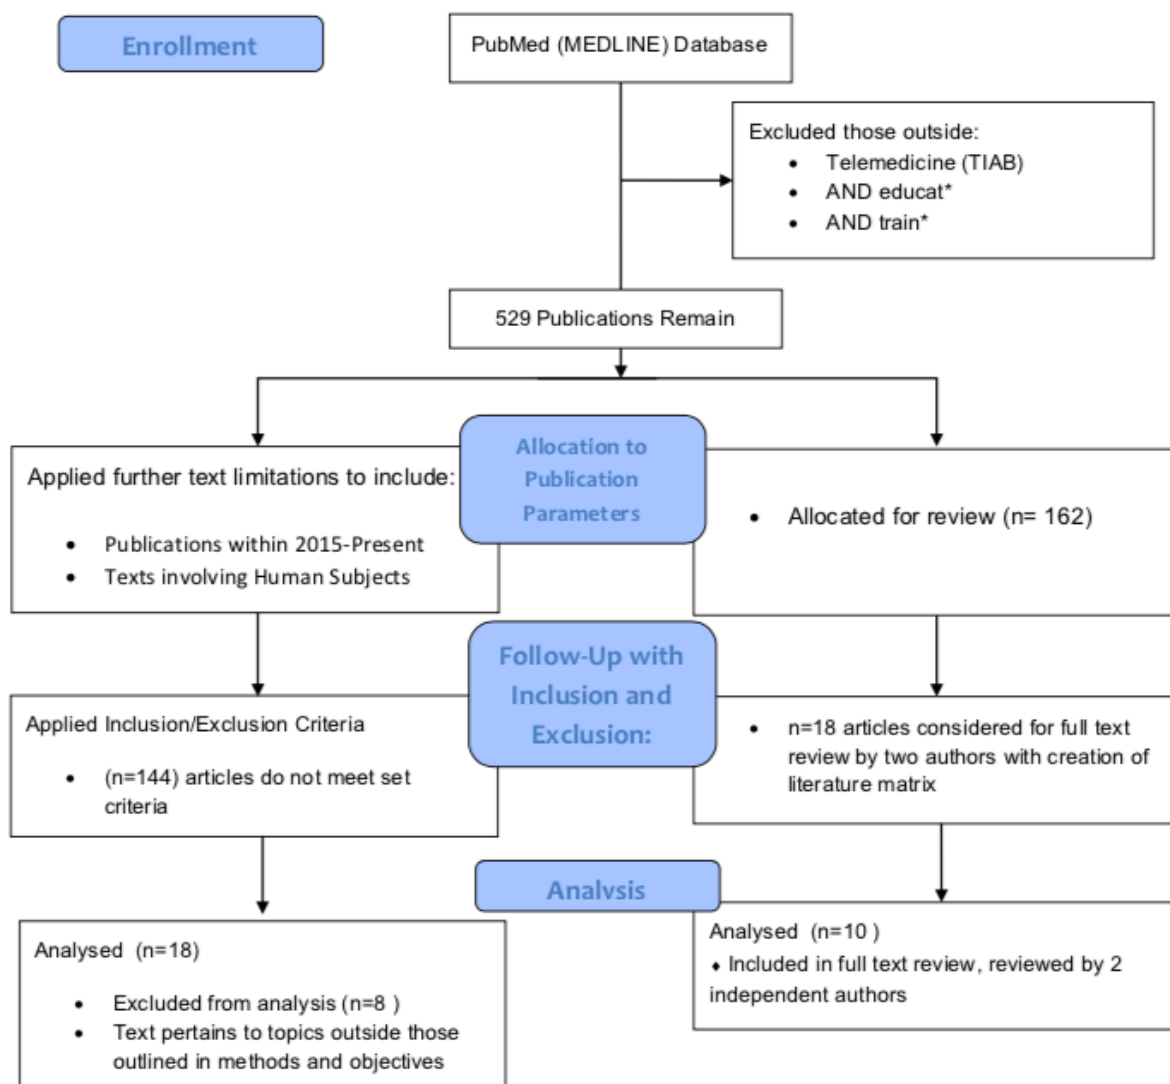 Enrollment
PubMed (MEDLINE) Database
Excluded those outside:
• Telemedicine (TIAB)
• AND educat*
• AND train*
529 Publications Remain
Allocation to
Publication
Parameters
Applied further text limitations to include:
• Publications within 2015-Present
• Texts involving Human Subjects
• Allocated for review (n= 162)
Follow-Up with
Inclusion and
Exclusion:
Applied Inclusion/Exclusion Criteria
• (n=144) articles do not meet set
criteria
• n=18 articles considered for full text
review by two authors with creation of
literature matrix
Analysis
Analysed (n=18)
• Excluded from analysis (n=8 )
• Text pertains to topics outside those
outlined in methods and objectives
Analysed (n=10 )
♦ Included in full text review, reviewed by 2
independent authors